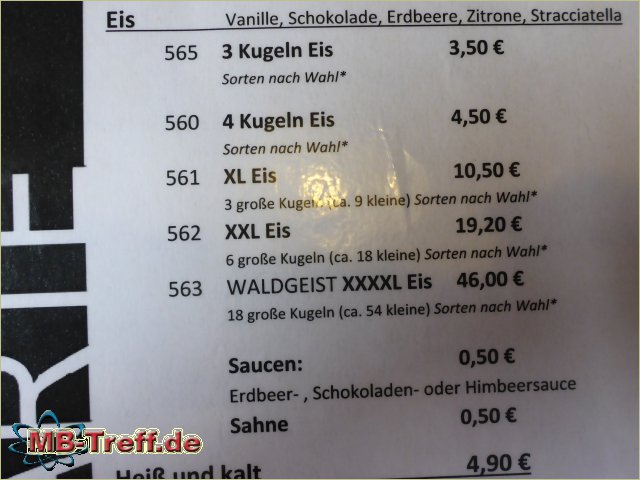 Eis Vanille, Schokolade, Erdbeere, Zitrone, Stracciatella
565 3 Kugeln Eis 3,50 €
Sorten nach Wahl*
560 4 Kugeln Eis 4,50 €
Sorten nach Wahl*
561 XL Eis 10,50 €
3 große Kugeln (ca. 9 kleine) Sorten nach Wahl*
562 XXL Eis 19,20 €
6 große Kugeln (ca. 18 kleine) Sorten nach Wahl*
563 WALDGEIST XXXXL Eis 46,00 €
18 große Kugeln (ca. 54 kleine) Sorten nach Wahl*
Saucen: 0,50 €
Erdbeer- , Schokoladen- oder Himbeersauce
Sahne 0,50 €
Heiß und kalt 4,90 €
MB-Treff.de